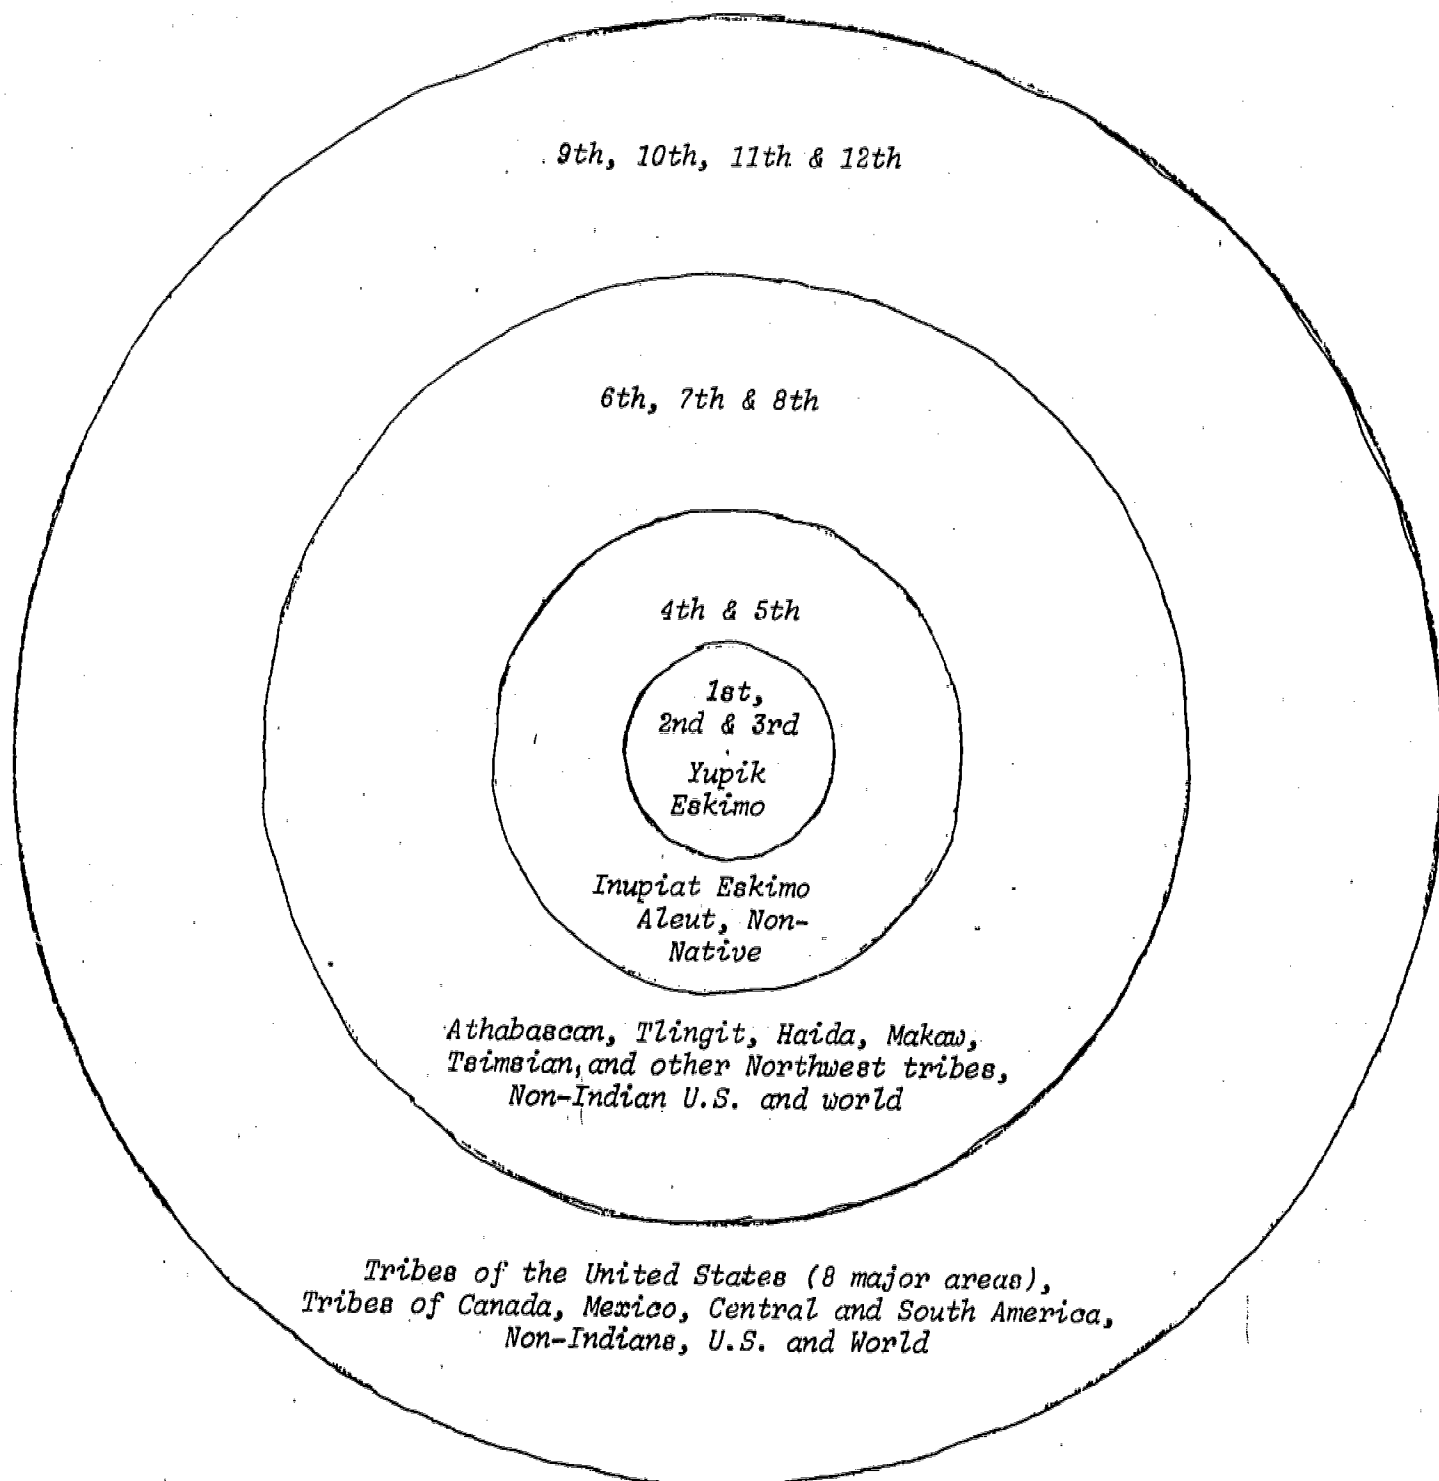 9th, 10th, 11th & 12th
6th, 7th & 8th
4th & 5th
1st,
2nd & 3rd
Yupik
Eskimo
Inupiat Eskimo
Aleut, Non-
Native
Athabascan, Tlingit, Haida, Makaw,
Tsimsian, and other Northwest tribes,
Non-Indian U.S. and world
Tribes of the United States (8 major areas),
Tribes of Canada, Mexico, Central and South America,
Non-Indians, U.S. and World